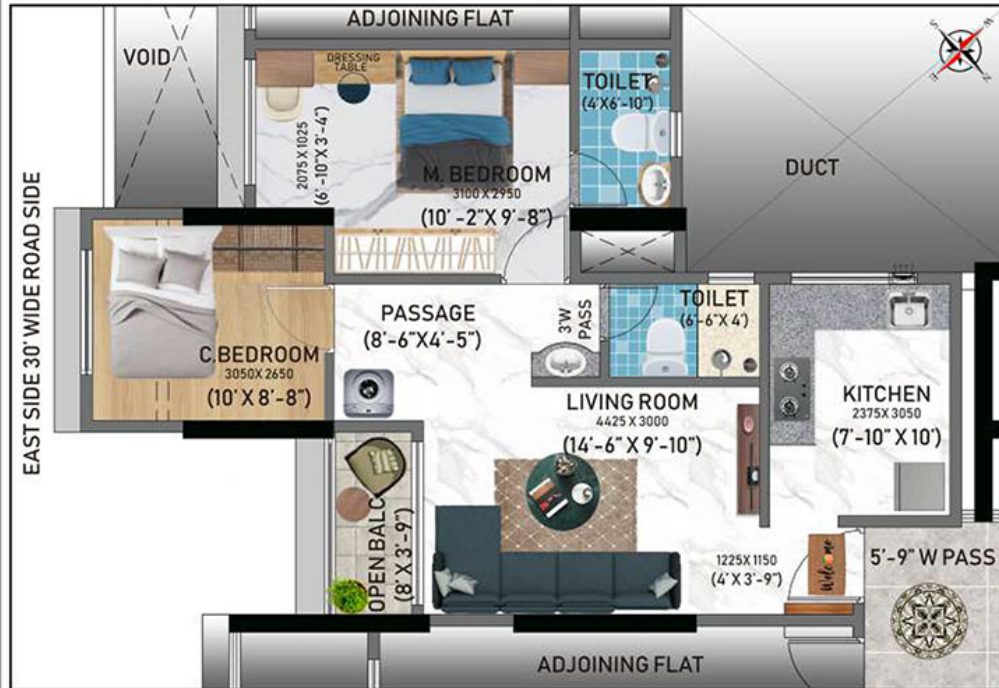 ADJOINING FLAT
VOID
DRESSING
TABLE
TOILET
(4'X6'-10")
S
W
E
N
2075 X 1025
(6'-10"X 3'-4")
M. BEDROOM
3100 X 2950
(10' -2"X 9'-8")
DUCT
EAST SIDE 30' WIDE ROAD SIDE
PASSAGE
(8'-6"X4'-5")
3'W
PASS
TOILET
(6'-6"X 4')
C.BEDROOM
3050X 2650
(10' X 8'-8")
LIVING ROOM
4425 X 3000
(14'-6" X 9'-10")
KITCHEN
2375X 3050
(7'-10" X 10')
OPEN BALC
(8' X 3'-9")
1225X 1150
(4' X 3'-9")
Welcome
5'-9" W PASS
ADJOINING FLAT